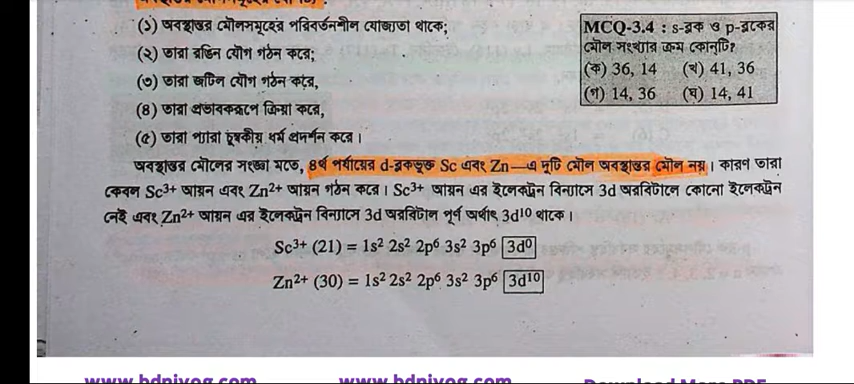 (১) অবস্থান্তর মৌলসমূহের পরিবর্তনশীল যোজ্যতা থাকে;
(২) তারা রঙিন যৌগ গঠন করে;
(৩) তারা জটিল যৌগ গঠন করে,
(৪) তারা প্রভাবকরূপে ক্রিয়া করে,
(৫) তারা প্যারা চুম্বকীয় ধর্ম প্রদর্শন করে।
MCQ-3.4 : s-ব্লক ও p-ব্লকের
মৌল সংখ্যার ক্রম কোনটি?
(ক) 36, 14 (খ) 41, 36
(গ) 14, 36 (ঘ) 14, 41
অবস্থান্তর মৌলের সংজ্ঞা মতে, ৪র্থ পর্যায়ের d-ব্লকভুক্ত Sc এবং Zn—এ দুটি মৌল অবস্থান্তর মৌল নয়। কারণ তারা
কেবল Sc³⁺ আয়ন এবং Zn²⁺ আয়ন গঠন করে। Sc³⁺ আয়ন এর ইলেকট্রন বিন্যাসে 3d অরবিটালে কোনো ইলেকট্রন
নেই এবং Zn²⁺ আয়ন এর ইলেকট্রন বিন্যাসে 3d অরবিটাল পূর্ণ অর্থাৎ 3d¹⁰ থাকে।
Sc³⁺ (21) = 1s² 2s² 2p⁶ 3s² 3p⁶ 3d⁰
Zn²⁺ (30) = 1s² 2s² 2p⁶ 3s² 3p⁶ 3d¹⁰
www.bdniyog.com www.bdniyog.com Download More PDF